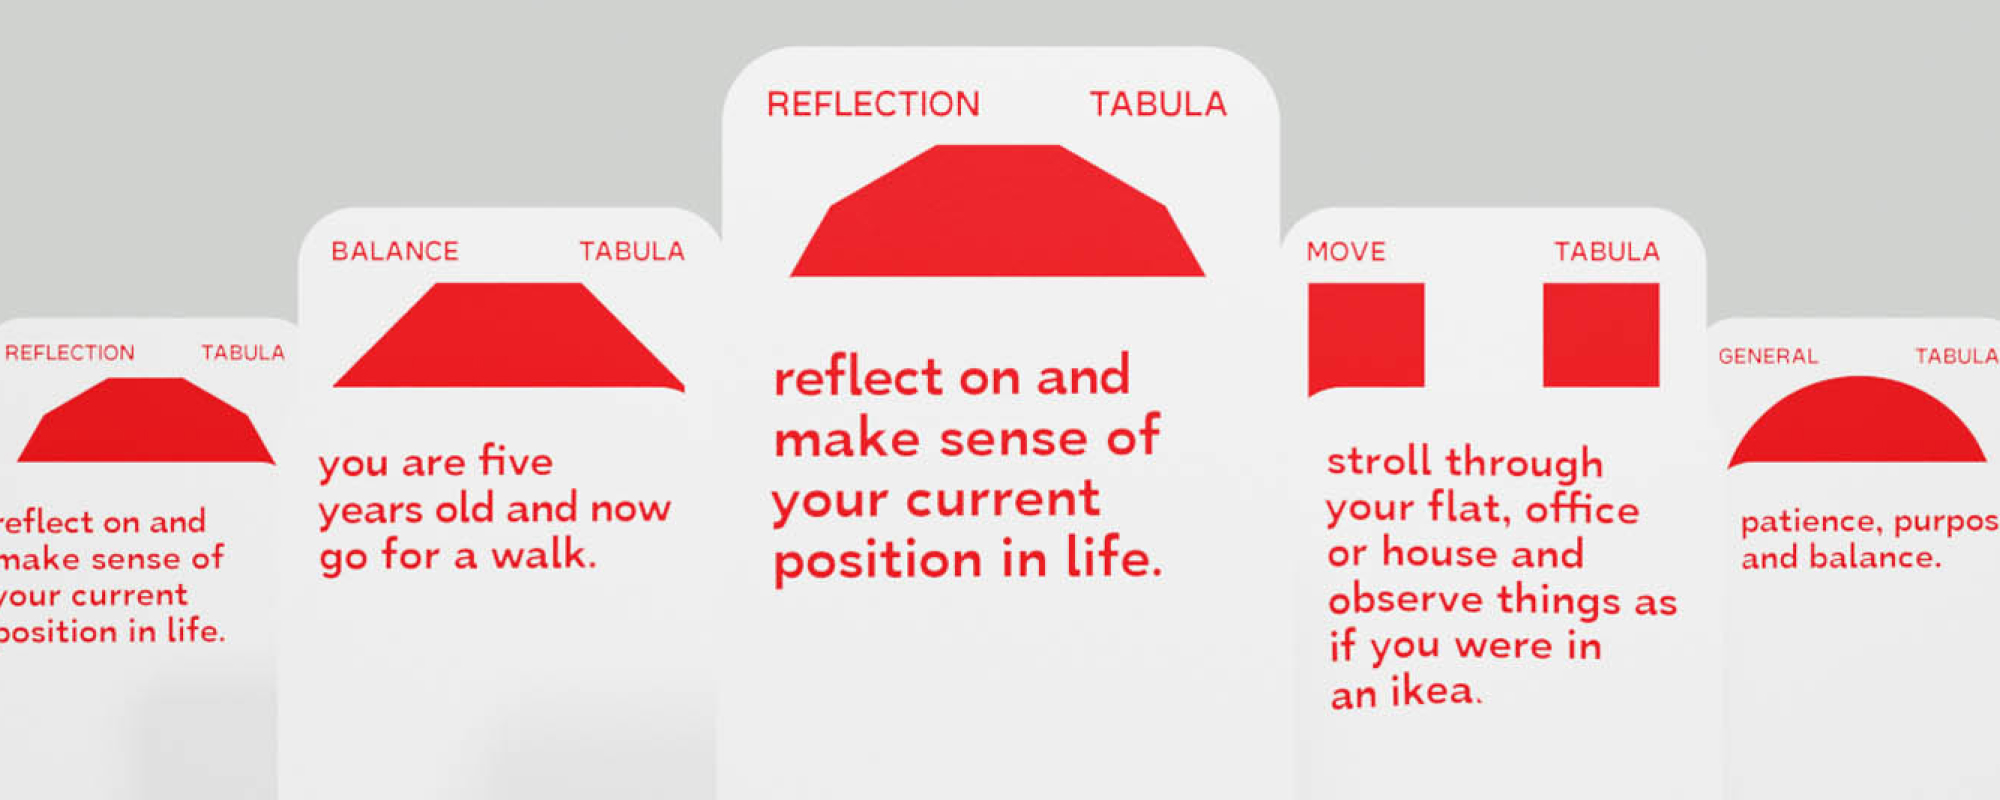 REFLECTION TABULA
reflect on and
make sense of
your current
position in life.
BALANCE TABULA
you are five
years old and now
go for a walk.
REFLECTION TABULA
reflect on and
make sense of
your current
position in life.
MOVE TABULA
stroll through
your flat, office
or house and
observe things as
if you were in
an ikea.
GENERAL TABULA
patience, purpos
and balance.